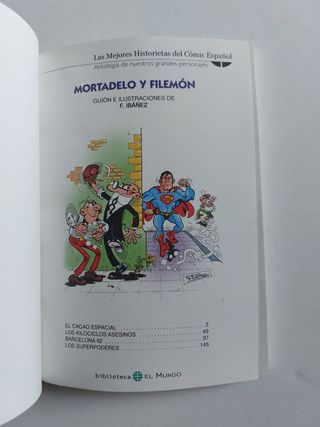 Las Mejores Historietas del Cómic Español
Antología de nuestros grandes personajes
MORTADELO Y FILEMÓN
GUIÓN E ILUSTRACIONES DE
F. IBÁÑEZ
EL CACAO ESPACIAL 3
LOS KILOCICLOS ASESINOS 49
BARCELONA 92 97
LOS SUPERPODERES 145
biblioteca EL MUNDO